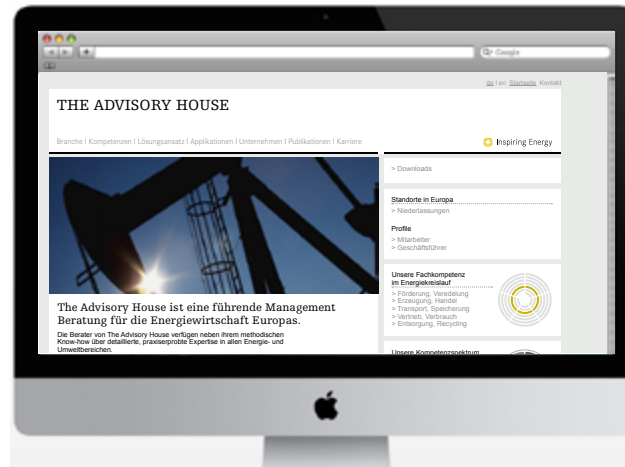 Google
de | en Startseite Kontakt
THE ADVISORY HOUSE
Branche I Kompetenzen I Lösungsansatz I Applikationen I Unternehmen I Publikationen I Karriere
Inspiring Energy
> Downloads
Standorte in Europa
> Niederlassungen
Profile
> Mitarbeiter
> Geschäftsführer
Unsere Fachkompetenz
im Energiekreislauf
> Förderung, Veredelung
> Erzeugung, Handel
> Transport, Speicherung
> Vertrieb, Verbrauch
> Entsorgung, Recycling
Unsere Kompetenzspektrum
The Advisory House ist eine führende Management
Beratung für die Energiewirtschaft Europas.
Die Berater von The Advisory House verfügen neben ihrem methodischen
Know-how über detaillierte, praxiserprobte Expertise in allen Energie- und
Umweltbereichen.